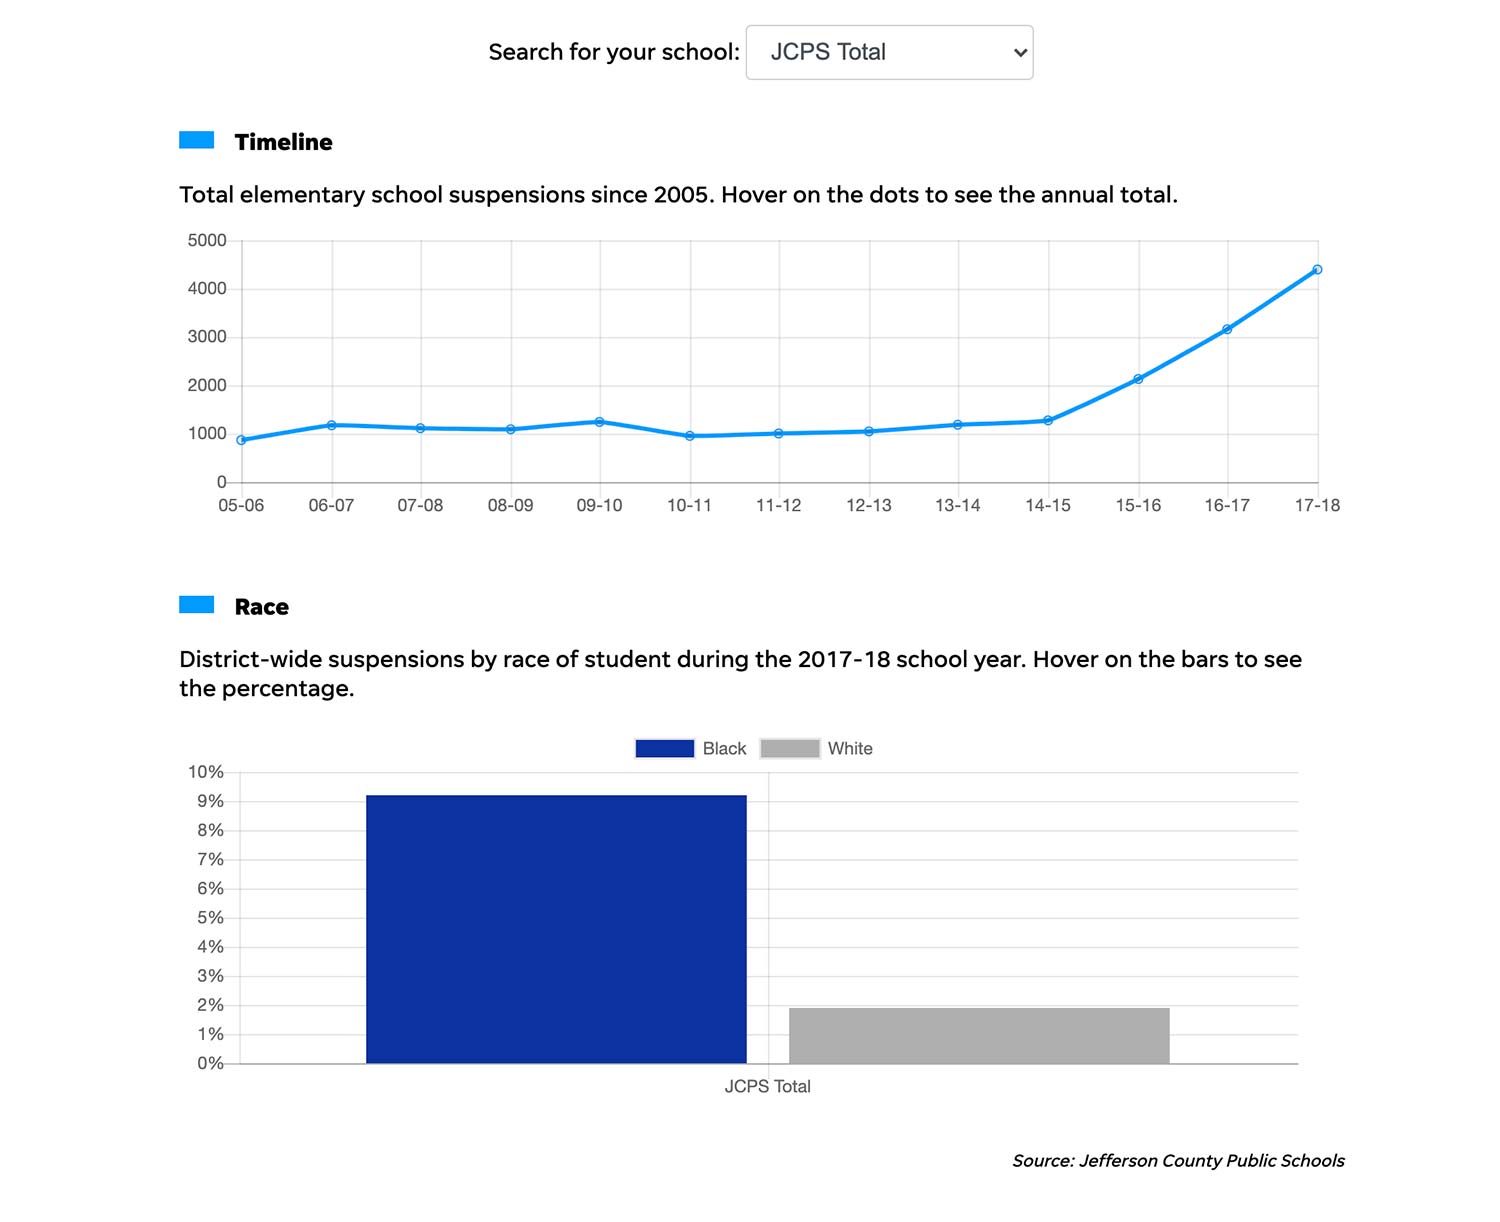 Search for your school: JCPS Total
Timeline
Total elementary school suspensions since 2005. Hover on the dots to see the annual total.
5000
4000
3000
2000
1000
0
05-06 06-07 07-08 08-09 09-10 10-11 11-12 12-13 13-14 14-15 15-16 16-17 17-18
Race
District-wide suspensions by race of student during the 2017-18 school year. Hover on the bars to see
the percentage.
Black White
10%
9%
8%
7%
6%
5%
4%
3%
2%
1%
0%
JCPS Total
Source: Jefferson County Public Schools